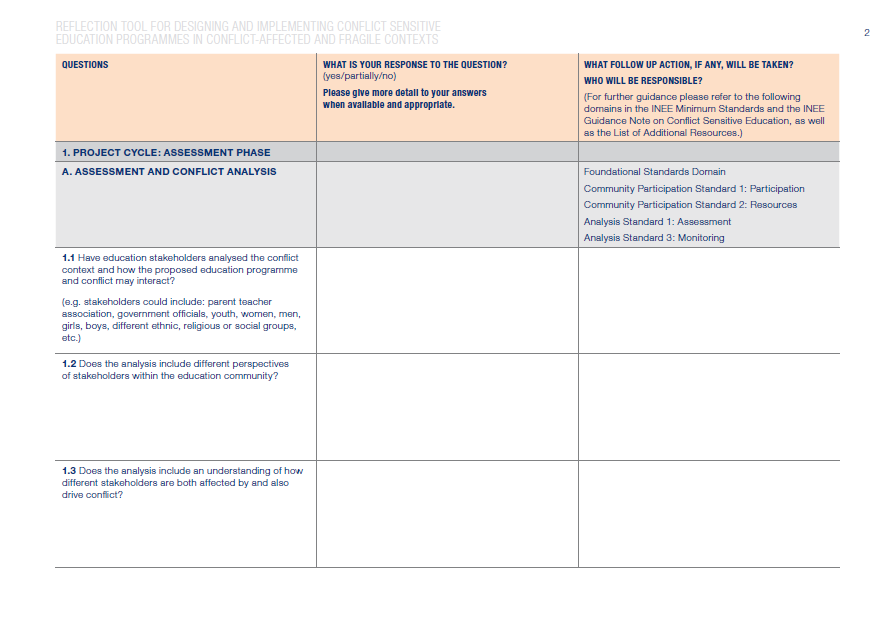 REFLECTION TOOL FOR DESIGNING AND IMPLEMENTING CONFLICT SENSITIVE
EDUCATION PROGRAMMES IN CONFLICT-AFFECTED AND FRAGILE CONTEXTS
2
QUESTIONS
WHAT IS YOUR RESPONSE TO THE QUESTION?
(yes/partially/no)
Please give more detail to your answers
when available and appropriate.
WHAT FOLLOW UP ACTION, IF ANY, WILL BE TAKEN?
WHO WILL BE RESPONSIBLE?
(For further guidance please refer to the following
domains in the INEE Minimum Standards and the INEE
Guidance Note on Conflict Sensitive Education, as well
as the List of Additional Resources.)
1. PROJECT CYCLE: ASSESSMENT PHASE
A. ASSESSMENT AND CONFLICT ANALYSIS
Foundational Standards Domain
Community Participation Standard 1: Participation
Community Participation Standard 2: Resources
Analysis Standard 1: Assessment
Analysis Standard 3: Monitoring
1.1 Have education stakeholders analysed the conflict
context and how the proposed education programme
and conflict may interact?
(e.g. stakeholders could include: parent teacher
association, government officials, youth, women, men,
girls, boys, different ethnic, religious or social groups,
etc.)
1.2 Does the analysis include different perspectives
of stakeholders within the education community?
1.3 Does the analysis include an understanding of how
different stakeholders are both affected by and also
drive conflict?